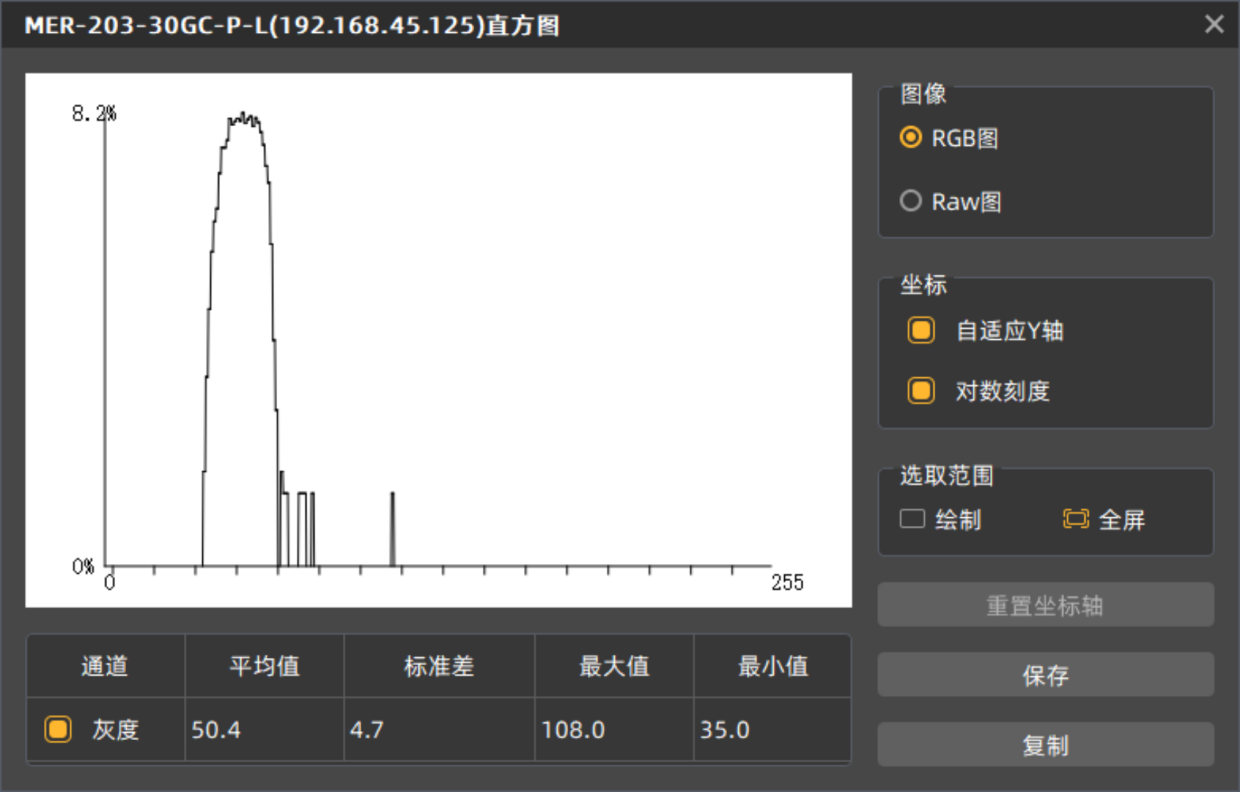 MER-203-30GC-P-L(192.168.45.125)直方图
8.2%
0%
0
255
图像
RGB图
Raw图
坐标
自适应Y轴
对数刻度
选取范围
绘制 全屏
重置坐标轴
保存
复制
通道 平均值 标准差 最大值 最小值
灰度 50.4 4.7 108.0 35.0